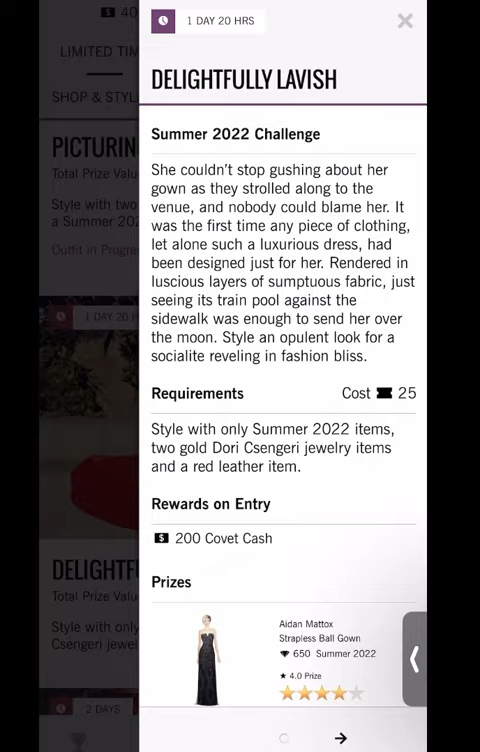 40
1 DAY 20 HRS
LIMITED TIM
SHOP & STYL
DELIGHTFULLY LAVISH
Summer 2022 Challenge
PICTURIN
Total Prize Valu
Style with two
a Summer 202
Outfit in Progres
She couldn't stop gushing about her
gown as they strolled along to the
venue, and nobody could blame her. It
was the first time any piece of clothing,
let alone such a luxurious dress, had
been designed just for her. Rendered in
luscious layers of sumptuous fabric, just
seeing its train pool against the
sidewalk was enough to send her over
the moon. Style an opulent look for a
socialite reveling in fashion bliss.
1 DAY 20 H
Requirements Cost 25
Style with only Summer 2022 items,
two gold Dori Csengeri jewelry items
and a red leather item.
Rewards on Entry
$ 200 Covet Cash
DELIGHTF
Total Prize Valu
Style with only
Csengeri jewel
2 DAYS
Prizes
Aidan Mattox
Strapless Ball Gown
650 Summer 2022
★ 4.0 Prize